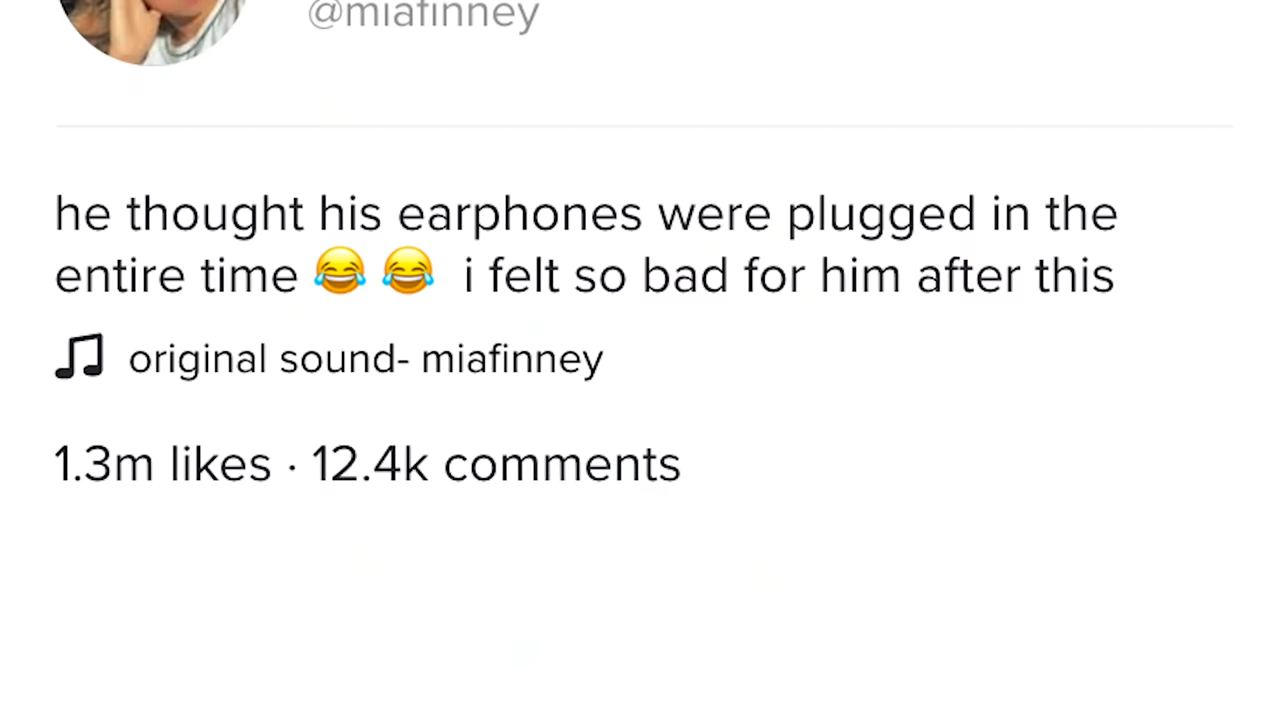 @miafinney
he thought his earphones were plugged in the
entire time 😂 😂 i felt so bad for him after this
original sound- miafinney
1.3m likes · 12.4k comments